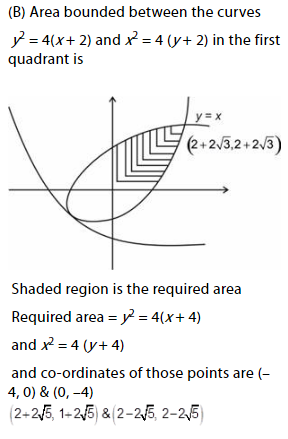 (B) Area bounded between the curves
y² = 4(x+ 2) and x² = 4 (y+ 2) in the first
quadrant is
y = x
(2+2√3,2+2√3)
Shaded region is the required area
Required area = y² = 4(x+ 4)
and x² = 4 (y+ 4)
and co-ordinates of those points are (–
4, 0) & (0, –4)
(2+2√5, 1+2√5) & (2–2√5, 2–2√5)